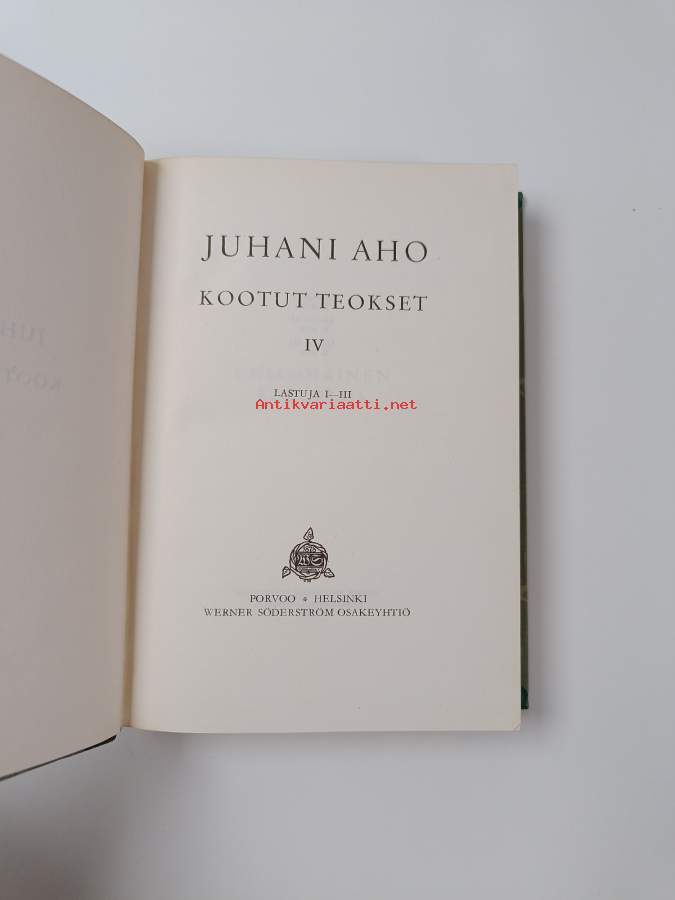 JUHANI AHO
KOOTUT TEOKSET
IV
LASTUJA I—III
Antikvariaatti.net
PORVOO • HELSINKI
WERNER SÖDERSTRÖM OSAKEYHTIÖ